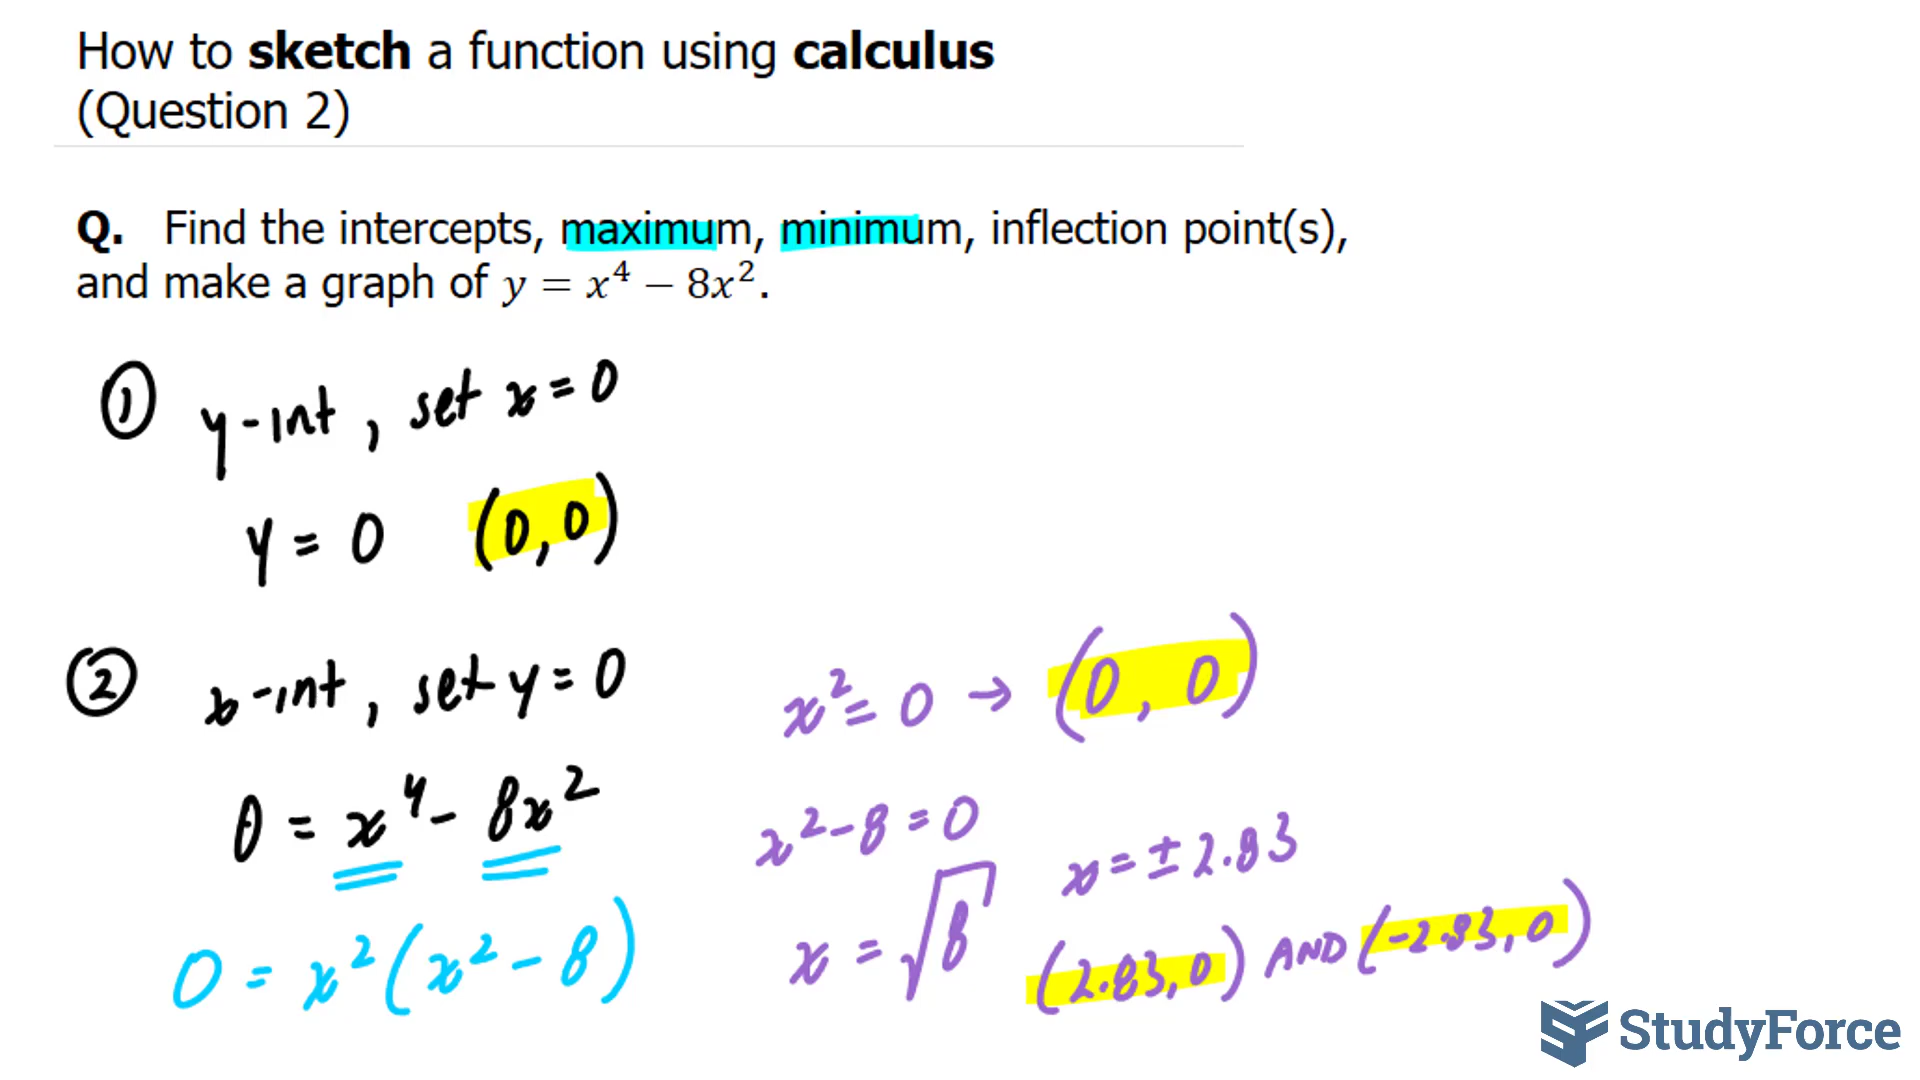 How to sketch a function using calculus
(Question 2)
Q. Find the intercepts, maximum, minimum, inflection point(s),
and make a graph of y = x⁴ − 8x².
① y-int, set x=0
y = 0 (0,0)
② x-int, set y=0
0 = x⁴ - 8x²
0 = x²(x² - 8)
x² = 0 → (0, 0)
x² - 8 = 0
x = √8
x = ± 2.83
(2.83, 0) AND (-2.83, 0)
StudyForce